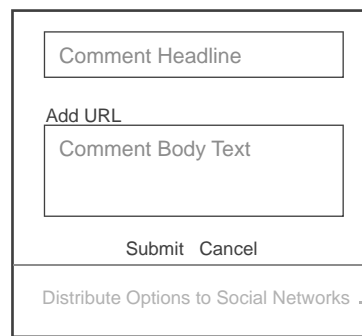 Comment Headline
Add URL
Comment Body Text
Submit Cancel
Distribute Options to Social Networks .